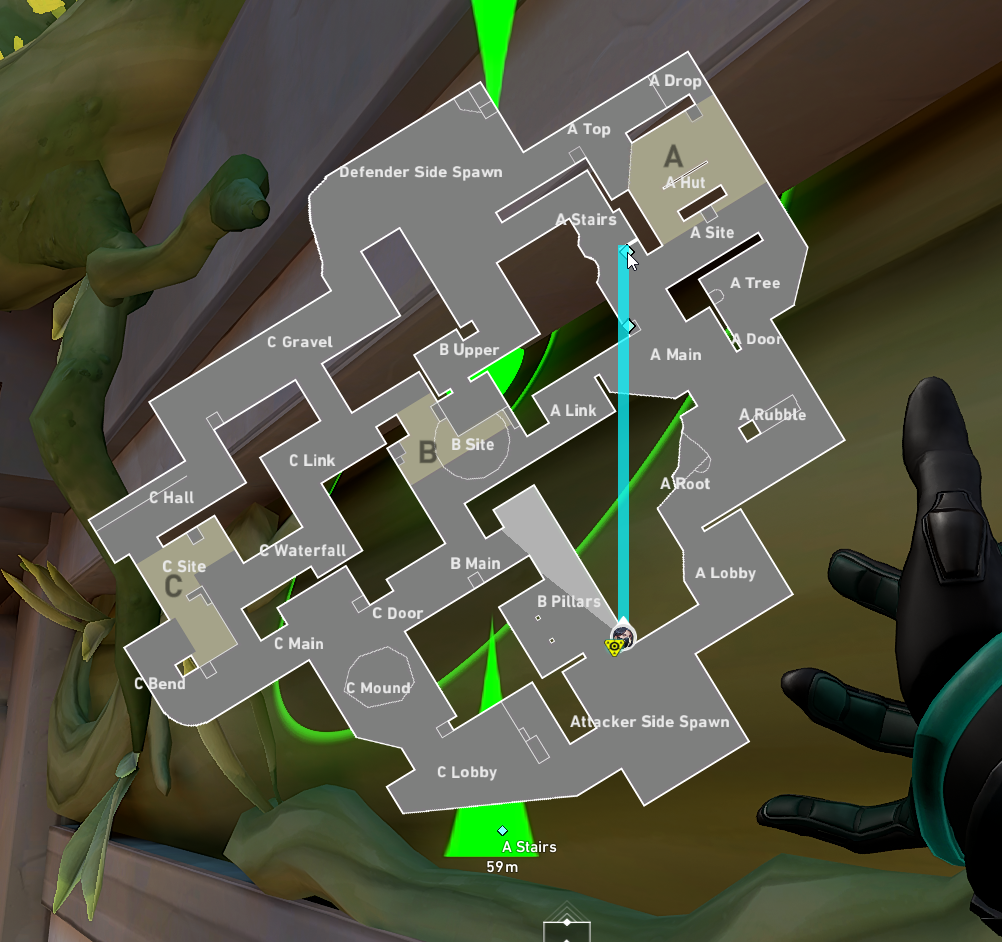 A Drop
A Top
A
Defender Side Spawn
A Hut
A Stairs
A Site
A Tree
C Gravel
A Door
B Upper
A Main
A Link
A Rubble
B Site
B
C Link
A Root
C Hall
C Waterfall
C Site
B Main
A Lobby
C
B Pillars
C Door
C Main
C Bend
C Mound
Attacker Side Spawn
C Lobby
A Stairs
59m